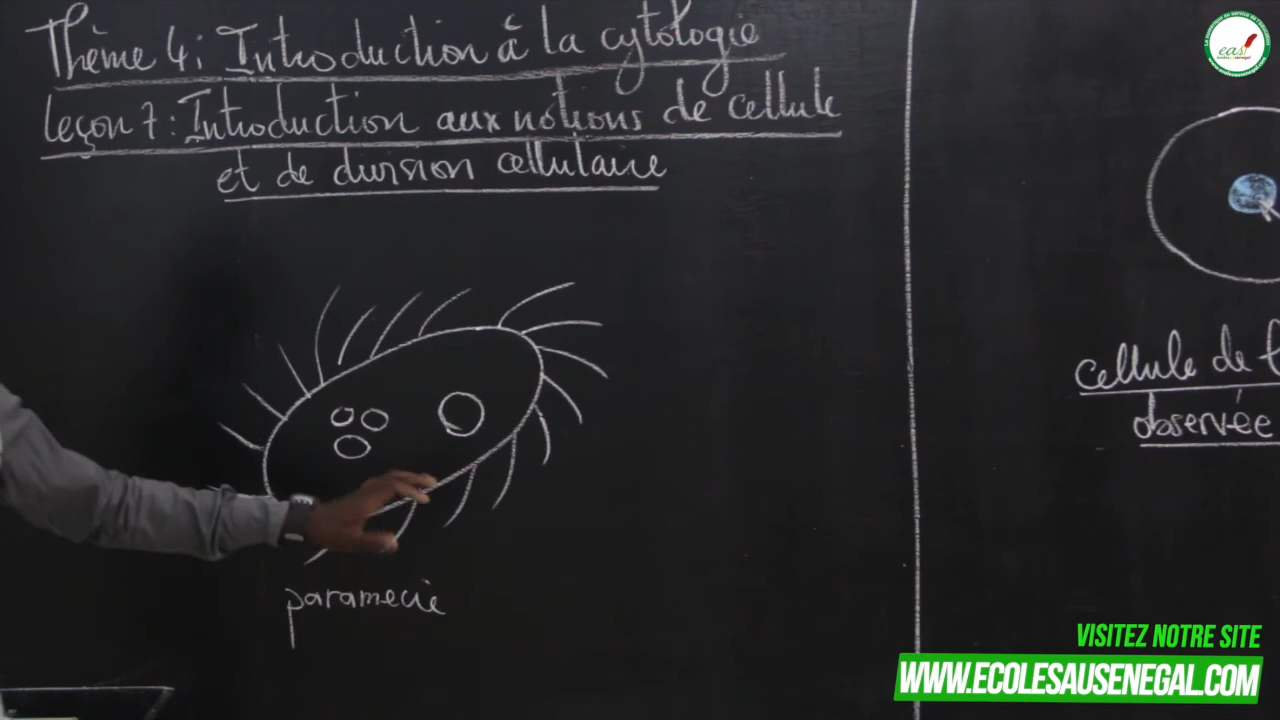 Thème 4: Introduction à la cytologie
leçon 7: Introduction aux notions de cellule
et de division cellulaire
paramecie
cellule de
observée
easi
VISITEZ NOTRE SITE
WWW.ECOLESAUSENEGAL.COM